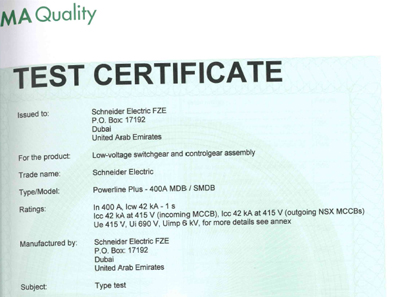 MA Quality
TEST CERTIFICATE
Issued to: Schneider Electric FZE
P.O. Box: 17192
Dubai
United Arab Emirates
For the product: Low-voltage switchgear and controlgear assembly
Trade name: Schneider Electric
Type/Model: Powerline Plus - 400A MDB / SMDB
Ratings: In 400 A, Icw 42 kA - 1 s
Icc 42 kA at 415 V (incoming MCCB), Icc 42 kA at 415 V (outgoing NSX MCCBs)
Ue 415 V, Ui 690 V, Uimp 6 kV, for more details see annex
Manufactured by: Schneider Electric FZE
P.O. Box: 17192
Dubai
United Arab Emirates
Subject: Type test